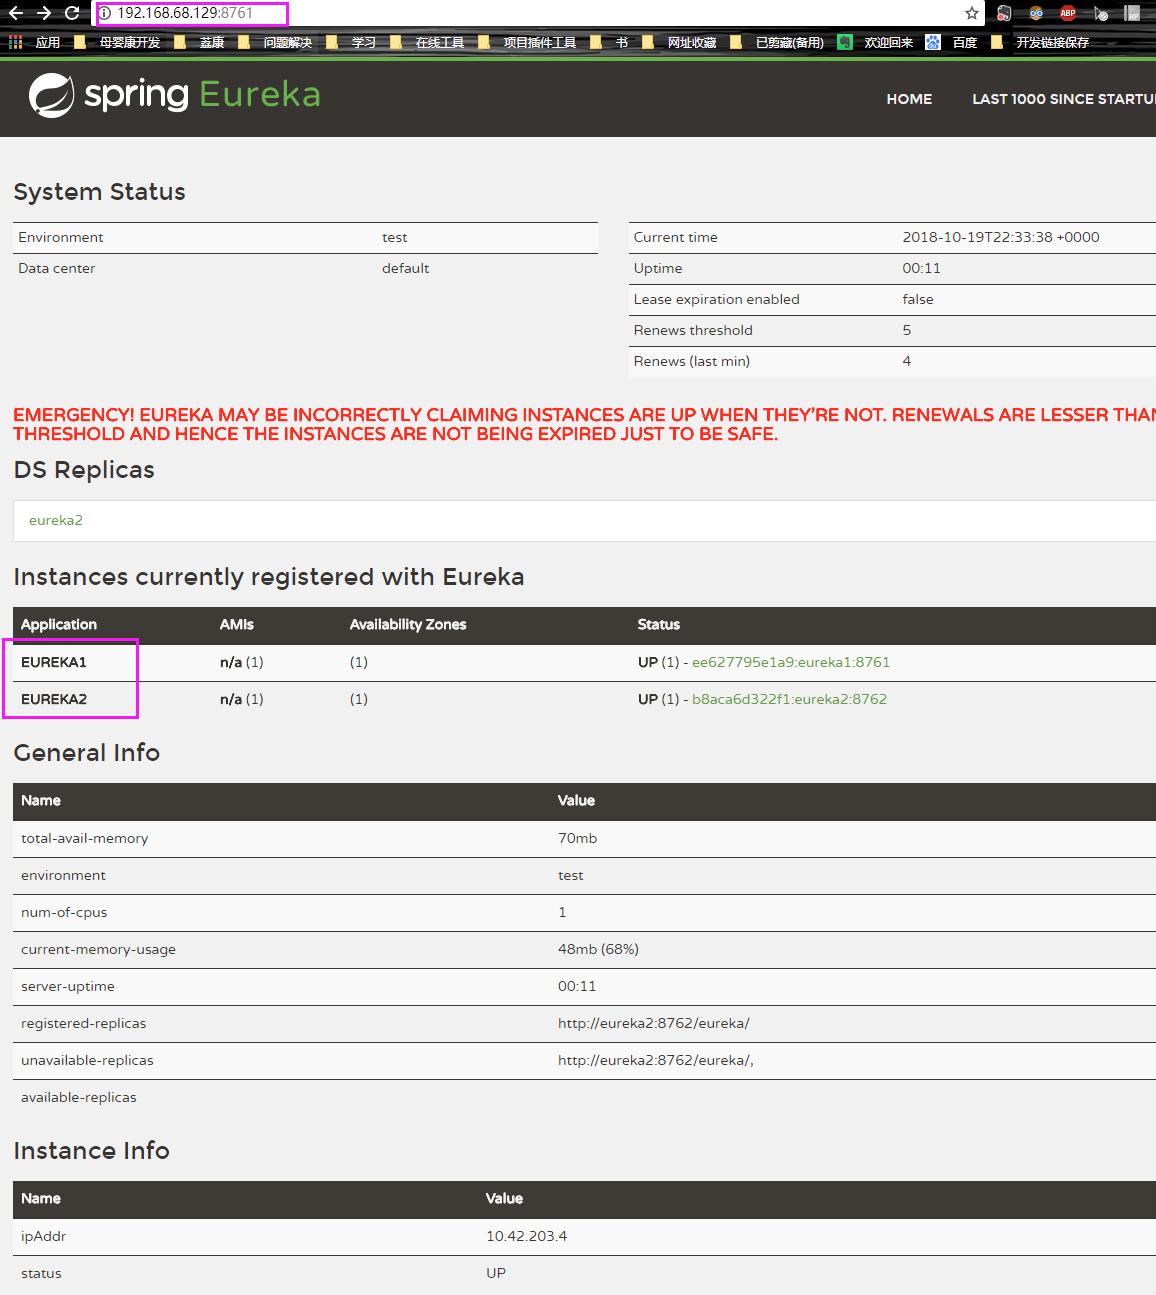 192.168.68.129:8761
应用 母婴康开发 荔康 问题解决 学习 在线工具 项目插件工具 书 网址收藏 已剪藏(备用) 欢迎回来 百度 开发链接保存
spring Eureka
HOME LAST 1000 SINCE STARTU
System Status
Environment test
Data center default
Current time 2018-10-19T22:33:38 +0000
Uptime 00:11
Lease expiration enabled false
Renews threshold 5
Renews (last min) 4
EMERGENCY! EUREKA MAY BE INCORRECTLY CLAIMING INSTANCES ARE UP WHEN THEY'RE NOT. RENEWALS ARE LESSER THAN
THRESHOLD AND HENCE THE INSTANCES ARE NOT BEING EXPIRED JUST TO BE SAFE.
DS Replicas
eureka2
Instances currently registered with Eureka
Application AMIs Availability Zones Status
EUREKA1 n/a (1) (1) UP (1) - ee627795e1a9:eureka1:8761
EUREKA2 n/a (1) (1) UP (1) - b8aca6d322f1:eureka2:8762
General Info
Name Value
total-avail-memory 70mb
environment test
num-of-cpus 1
current-memory-usage 48mb (68%)
server-uptime 00:11
registered-replicas http://eureka2:8762/eureka/
unavailable-replicas http://eureka2:8762/eureka/,
available-replicas
Instance Info
Name Value
ipAddr 10.42.203.4
status UP